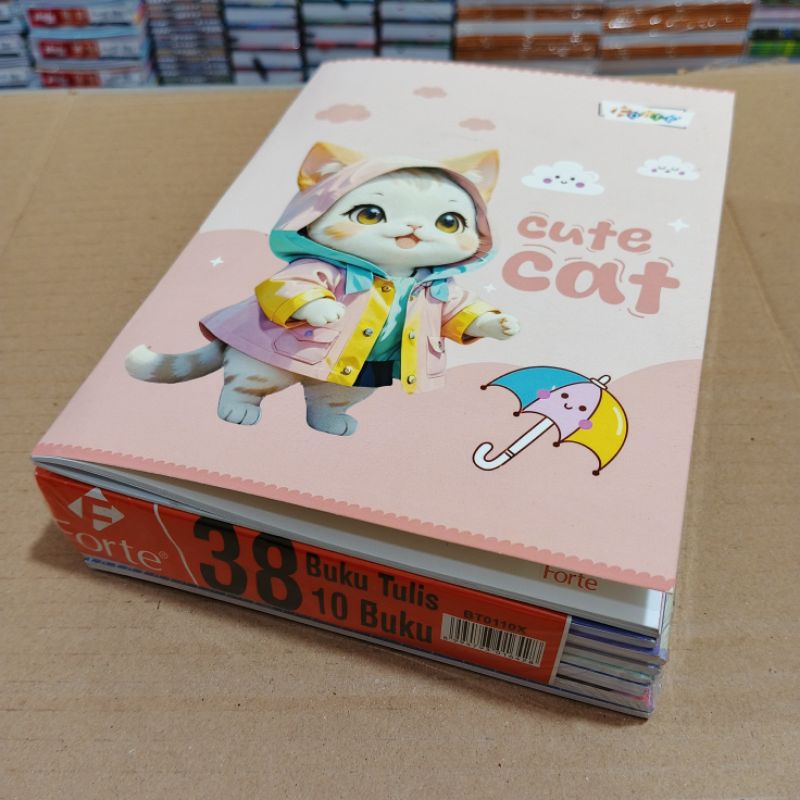 cute
cat
Forte
Forte®
38
Buku Tulis
10 Buku
BT0110X